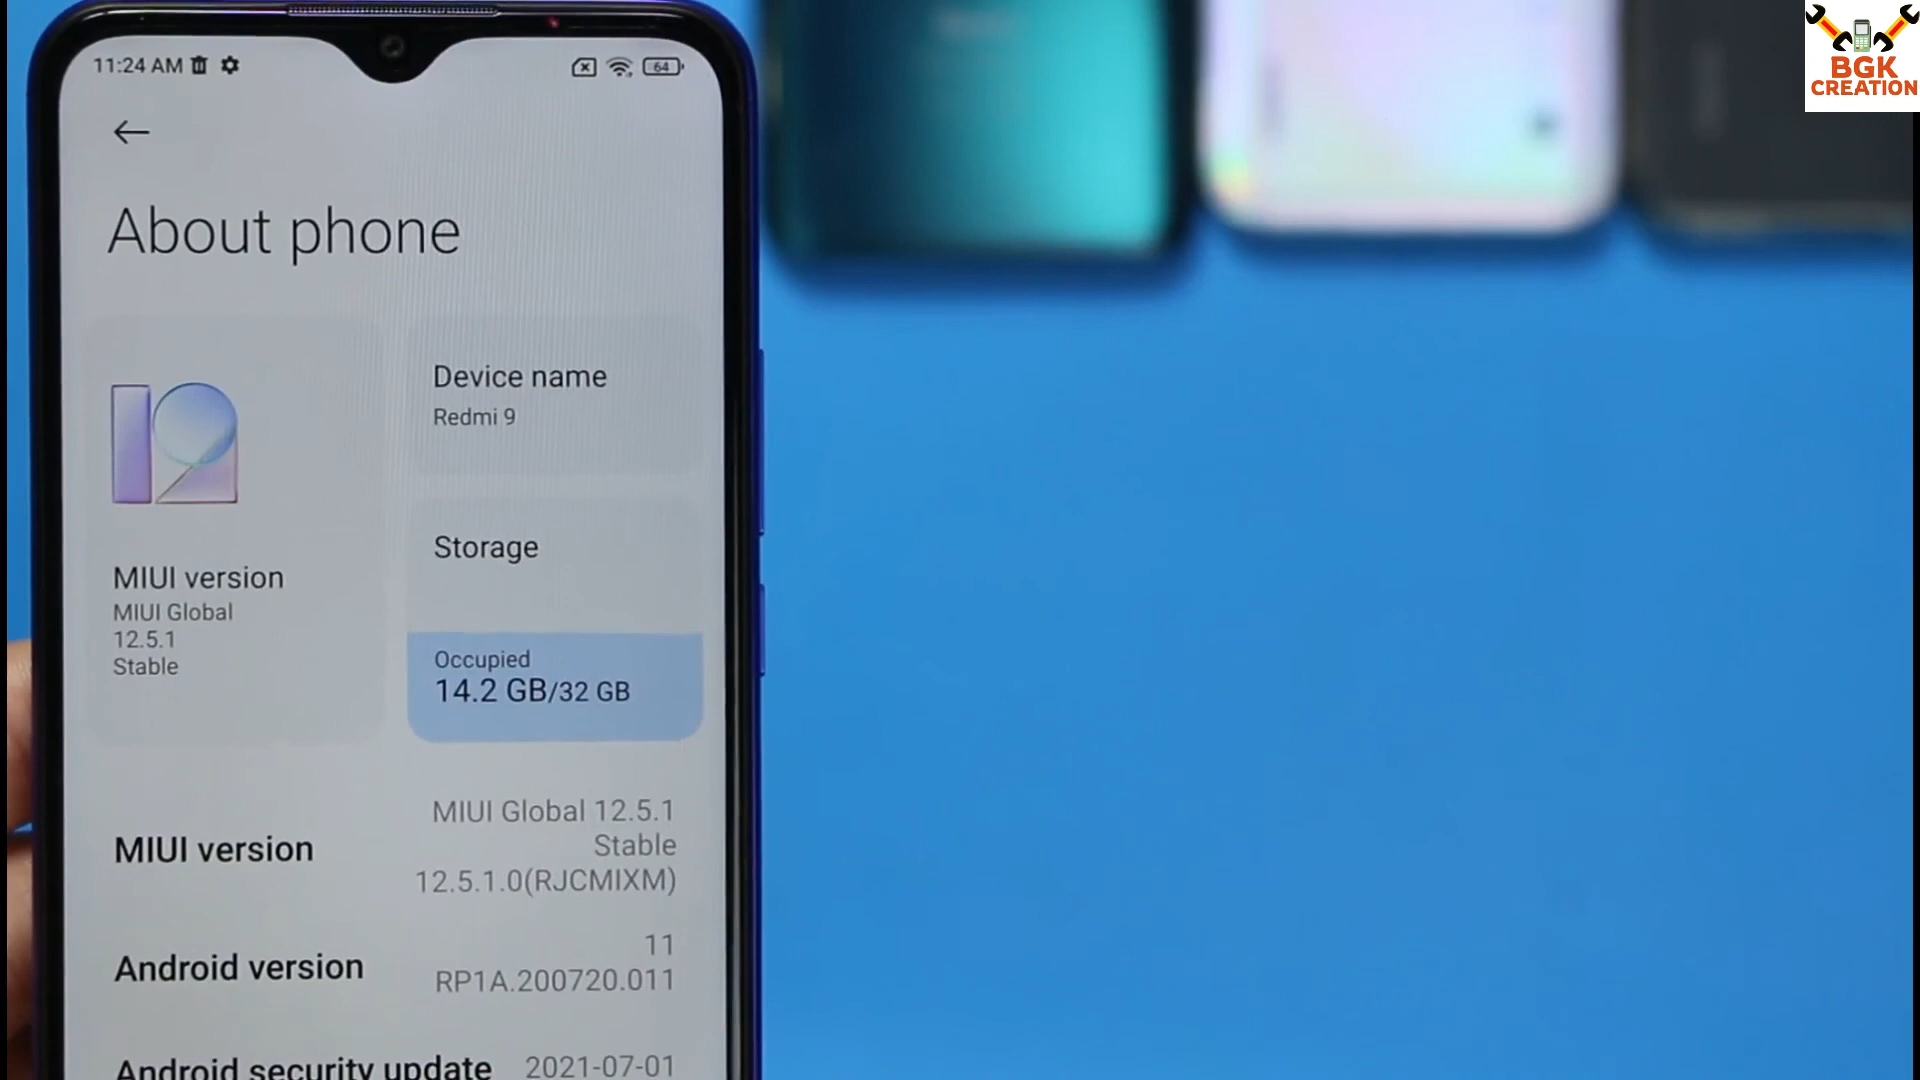 11:24 AM
64
BGK
CREATION
About phone
Device name
Redmi 9
12
MIUI version
MIUI Global
12.5.1
Stable
Storage
Occupied
14.2 GB/32 GB
MIUI version
MIUI Global 12.5.1
Stable
12.5.1.0(RJCMIXM)
Android version
11
RP1A.200720.011
Android security update 2021-07-01